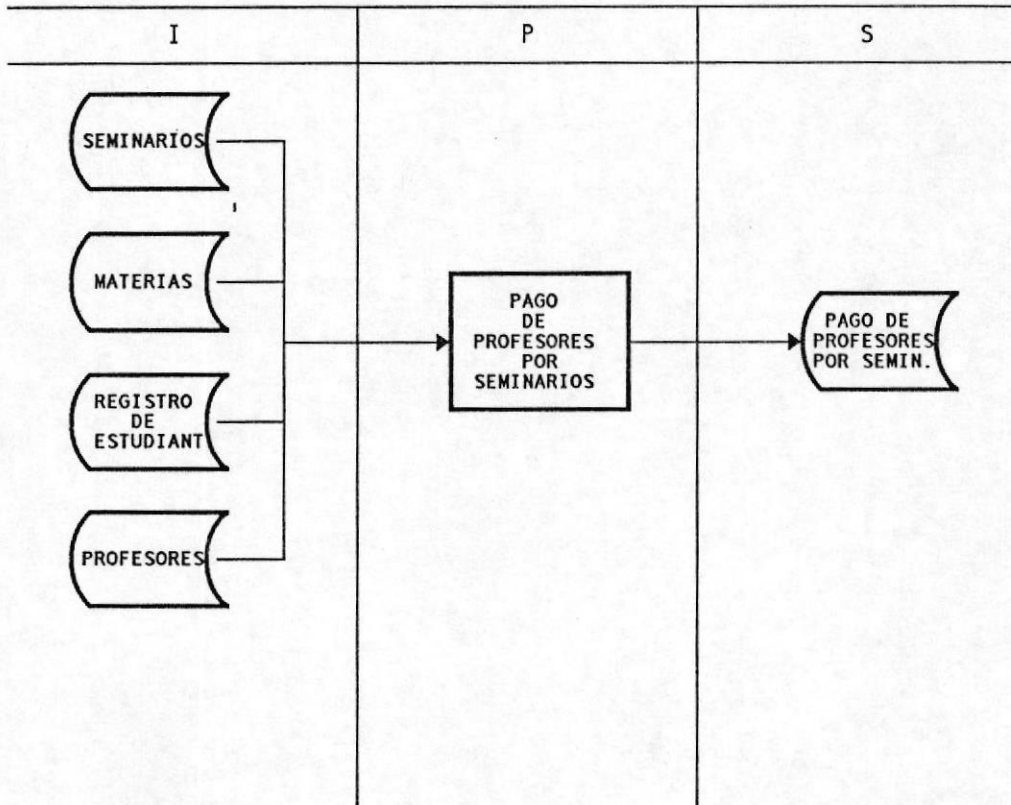 I
P
S
SEMINARIOS
MATERIAS
REGISTRO
DE
ESTUDIANT
PROFESORES
PAGO
DE
PROFESORES
POR
SEMINARIOS
PAGO DE
PROFESORES
POR SEMIN.